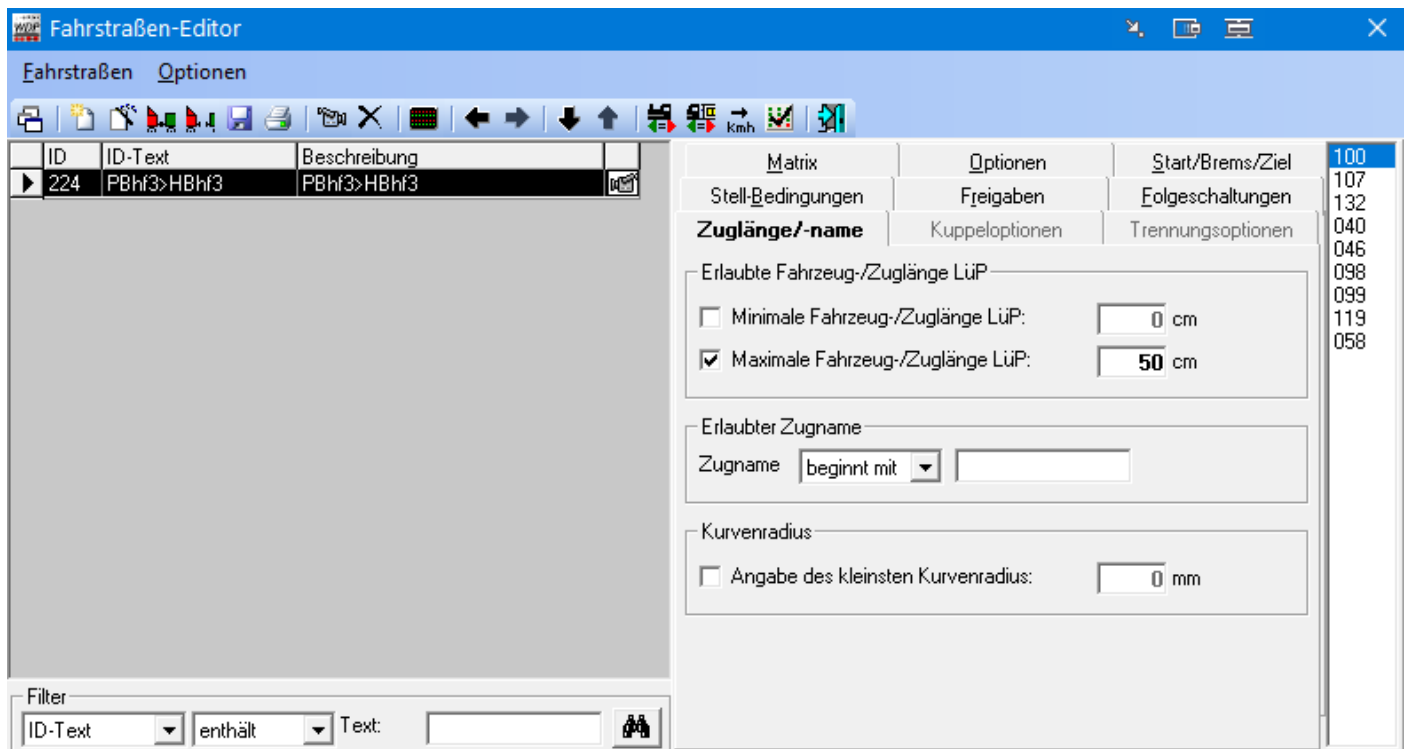 WDP Fahrstraßen-Editor
Fahrstraßen Optionen
kmh
ID ID-Text Beschreibung
224 PBhf3>HBhf3 PBhf3>HBhf3
Matrix Optionen Start/Brems/Ziel
Stell-Bedingungen Freigaben Folgeschaltungen
Zuglänge/-name Kuppeloptionen Trennungsoptionen
Erlaubte Fahrzeug-/Zuglänge LüP
Minimale Fahrzeug-/Zuglänge LüP: 0 cm
Maximale Fahrzeug-/Zuglänge LüP: 50 cm
Erlaubter Zugname
Zugname beginnt mit
Kurvenradius
Angabe des kleinsten Kurvenradius: 0 mm
100
107
132
040
046
098
099
119
058
Filter
ID-Text enthält Text: